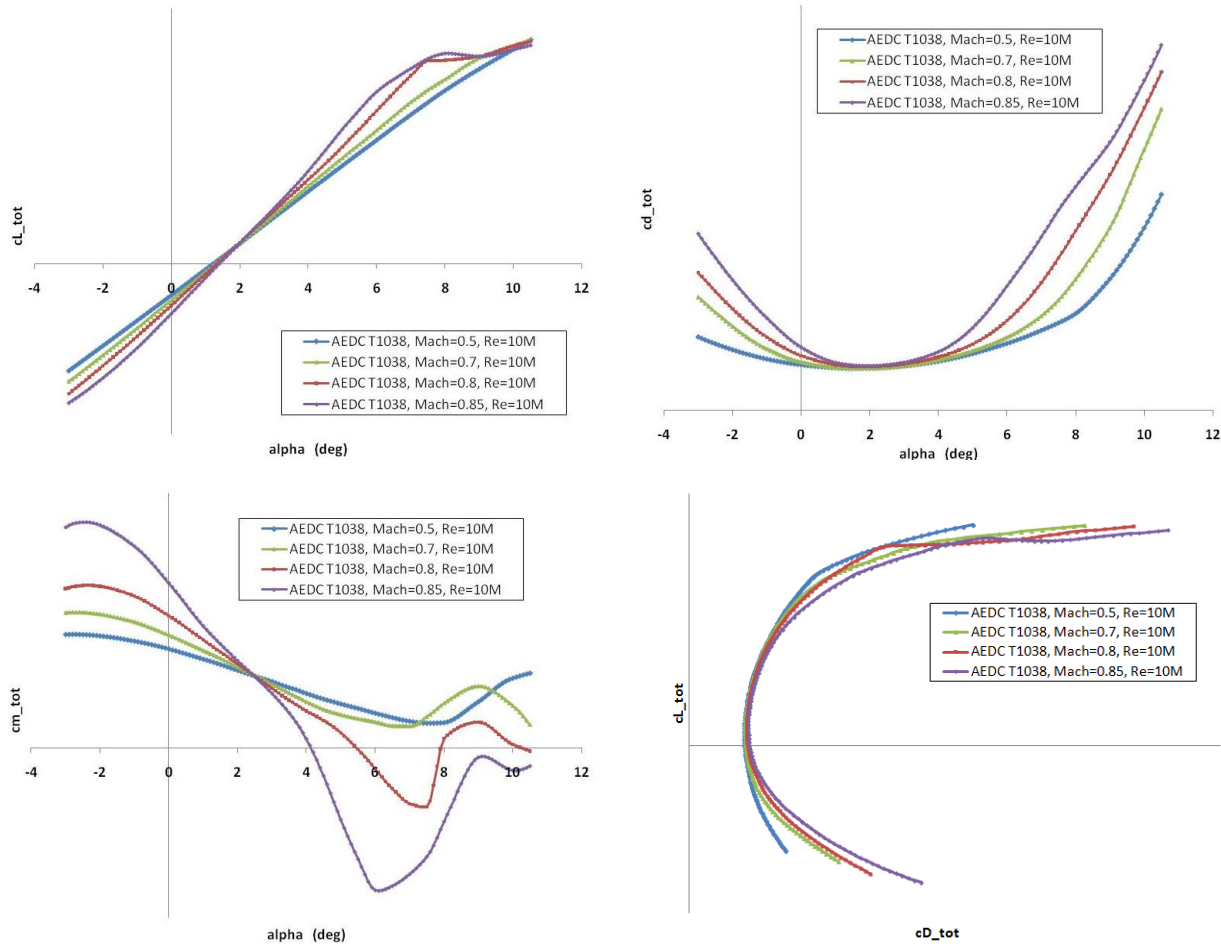 cL_tot
-4 -2 0 2 4 6 8 10 12
AEDC T1038, Mach=0.5, Re=10M
AEDC T1038, Mach=0.7, Re=10M
AEDC T1038, Mach=0.8, Re=10M
AEDC T1038, Mach=0.85, Re=10M
alpha (deg)
AEDC T1038, Mach=0.5, Re=10M
AEDC T1038, Mach=0.7, Re=10M
AEDC T1038, Mach=0.8, Re=10M
AEDC T1038, Mach=0.85, Re=10M
cd_tot
-4 -2 0 2 4 6 8 10 12
alpha (deg)
AEDC T1038, Mach=0.5, Re=10M
AEDC T1038, Mach=0.7, Re=10M
AEDC T1038, Mach=0.8, Re=10M
AEDC T1038, Mach=0.85, Re=10M
cm_tot
-4 -2 0 2 4 6 8 10 12
alpha (deg)
AEDC T1038, Mach=0.5, Re=10M
AEDC T1038, Mach=0.7, Re=10M
AEDC T1038, Mach=0.8, Re=10M
AEDC T1038, Mach=0.85, Re=10M
cL_tot
cD_tot